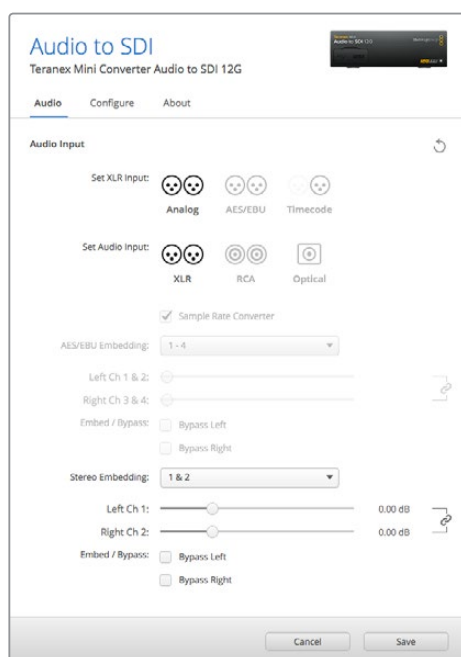 Audio to SDI
Teranex Mini Converter Audio to SDI 12G
Audio Configure About
Audio Input
Set XLR Input:
Analog AES/EBU Timecode
Set Audio Input:
XLR RCA Optical
Sample Rate Converter
AES/EBU Embedding: 1 - 4
Left Ch 1 & 2:
Right Ch 3 & 4:
Embed / Bypass: Bypass Left
Bypass Right
Stereo Embedding: 1 & 2
Left Ch 1: 0.00 dB
Right Ch 2: 0.00 dB
Embed / Bypass: Bypass Left
Bypass Right
Cancel Save